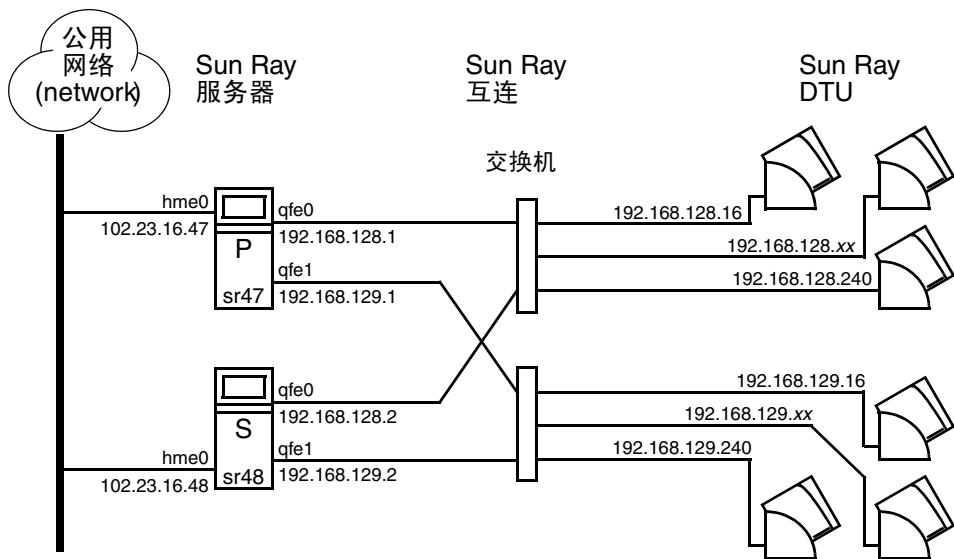 公用
网络
(network)
Sun Ray
服务器
Sun Ray
互连
Sun Ray
DTU
交换机
hme0
102.23.16.47
P
sr47
qfe0
192.168.128.1
qfe1
192.168.129.1
192.168.128.16
192.168.128.xx
192.168.128.240
hme0
102.23.16.48
S
sr48
qfe0
192.168.128.2
qfe1
192.168.129.2
192.168.129.16
192.168.129.xx
192.168.129.240